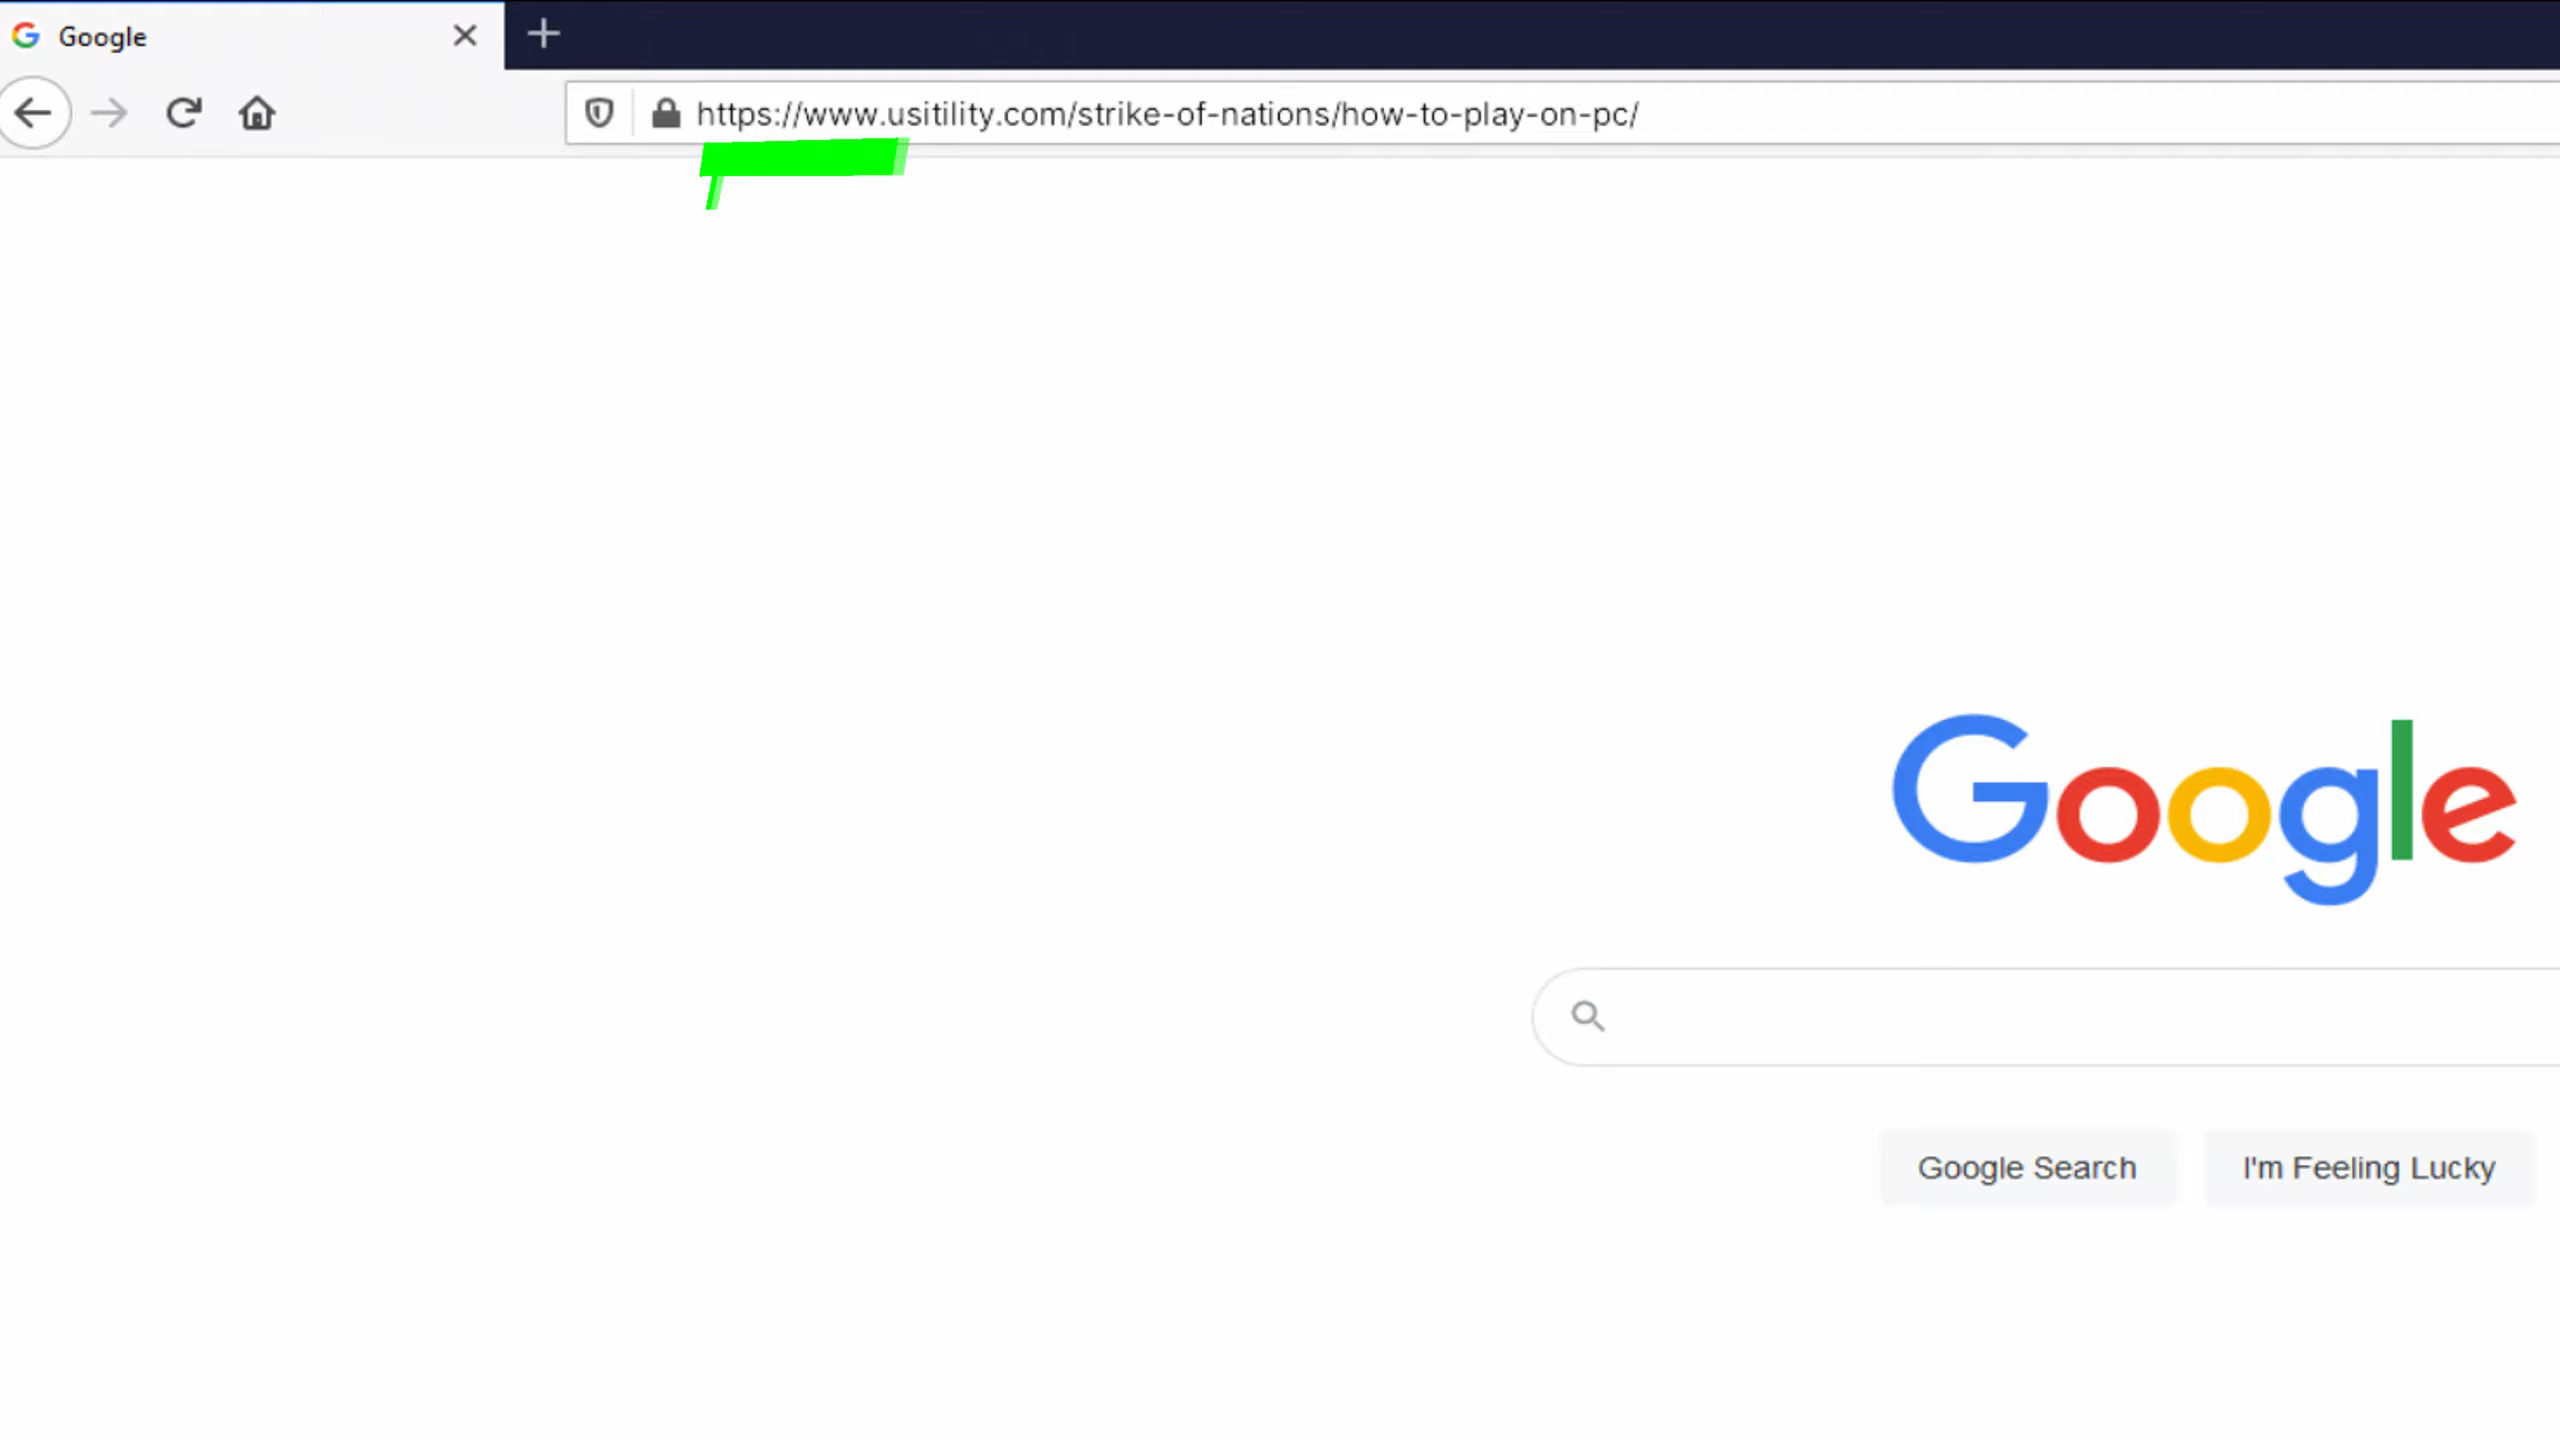 Google
https://www.usitility.com/strike-of-nations/how-to-play-on-pc/
Google
Google Search
I'm Feeling Lucky